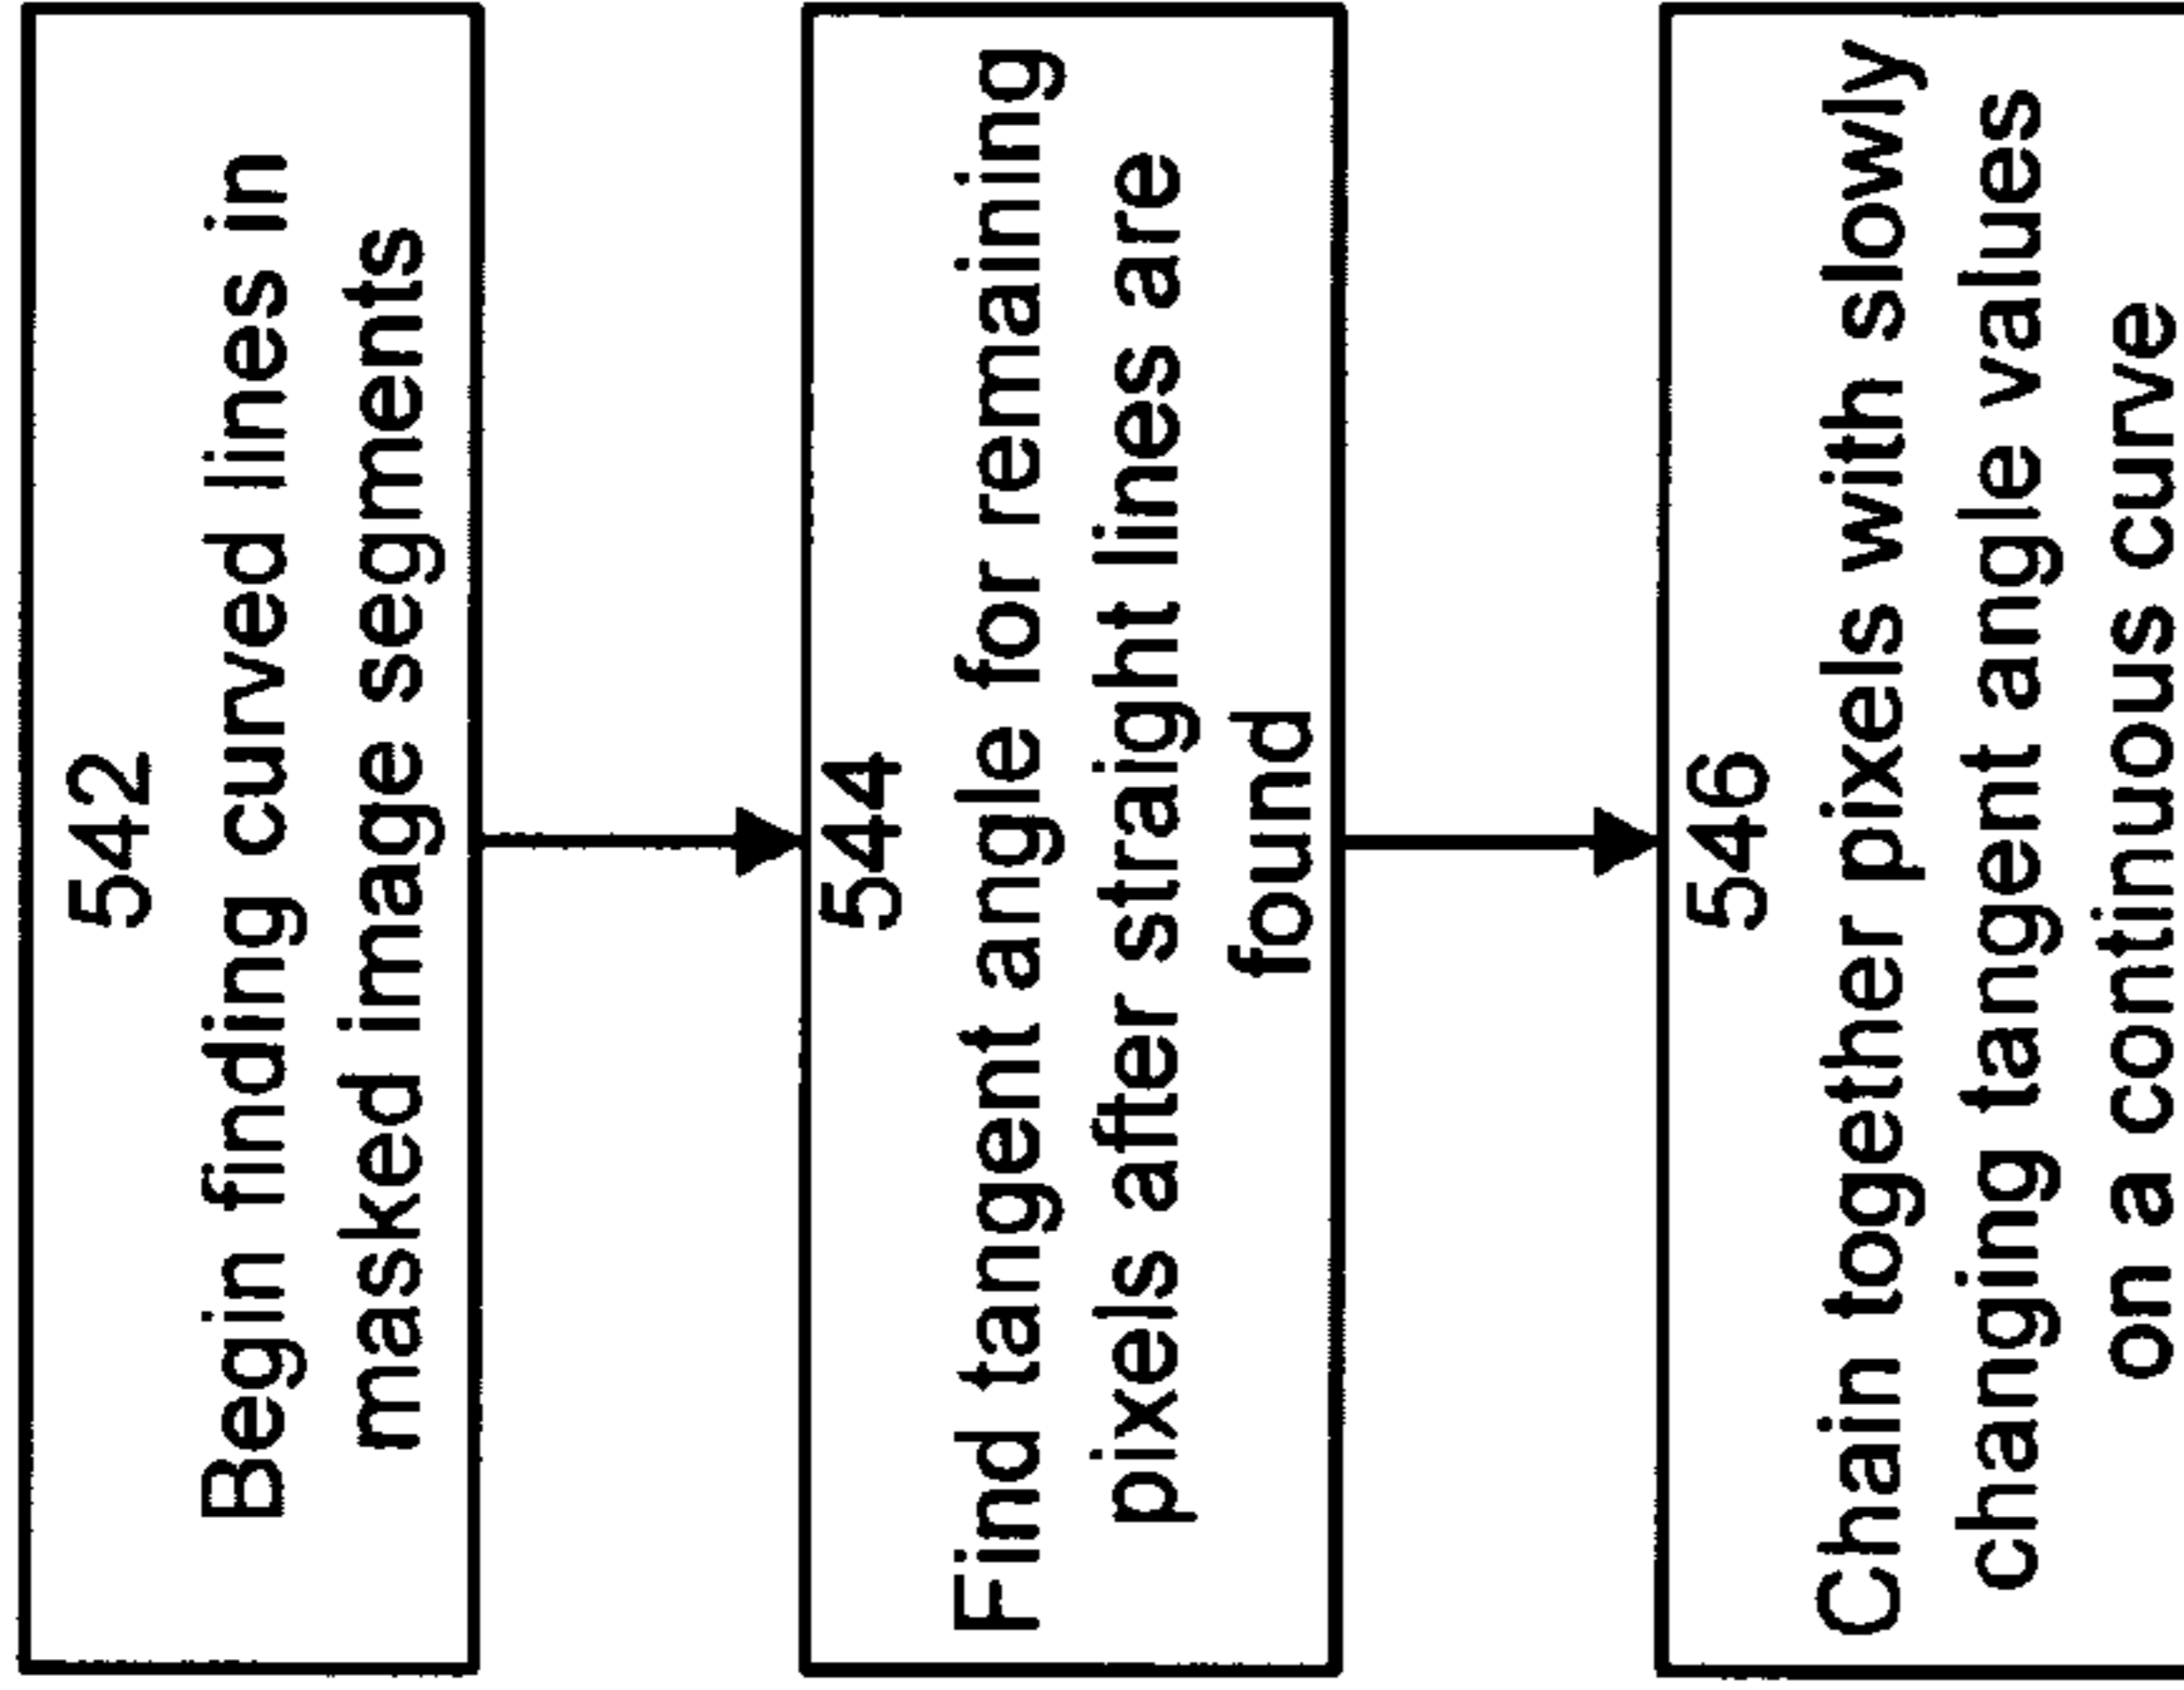 542
Begin finding curved lines in
masked image segments
544
Find tangent angle for remaining
pixels after straight lines are
found
546
Chain together pixels with slowly
changing tangent angle values
on a continuous curve